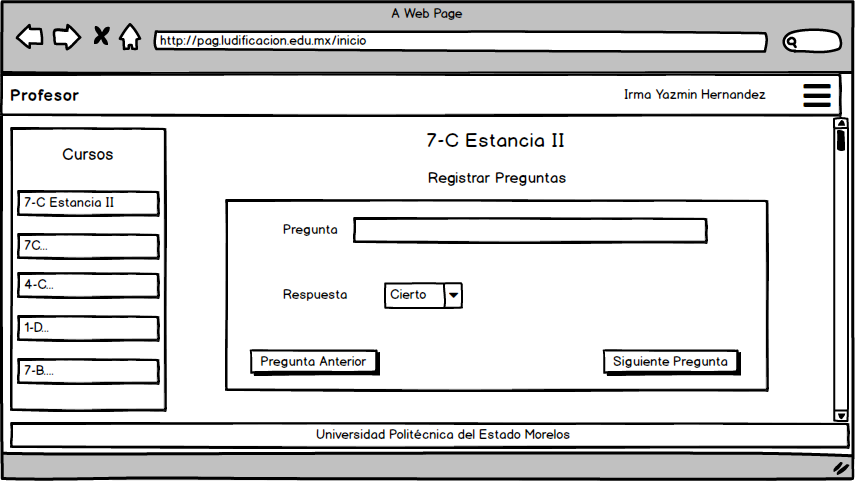 A Web Page
http://pag.ludificacion.edu.mx/inicio
Profesor
Irma Yazmin Hernandez
Cursos
7-C Estancia II
7C...
4-C...
1-D...
7-B....
7-C Estancia II
Registrar Preguntas
Pregunta
Respuesta
Cierto
Pregunta Anterior
Siguiente Pregunta
Universidad Politécnica del Estado Morelos